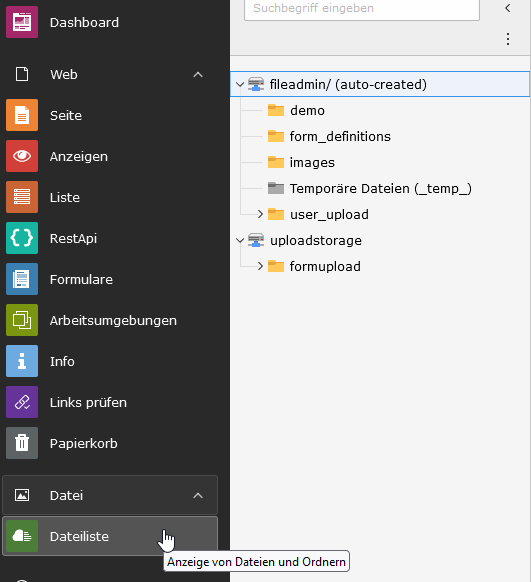 Dashboard
Web
Seite
Anzeigen
Liste
RestApi
Formulare
Arbeitsumgebungen
Info
Links prüfen
Papierkorb
Datei
Dateiliste
Anzeige von Dateien und Ordnern
Suchbegriff eingeben
fileadmin/ (auto-created)
demo
form_definitions
images
Temporäre Dateien (_temp_)
user_upload
uploadstorage
formupload